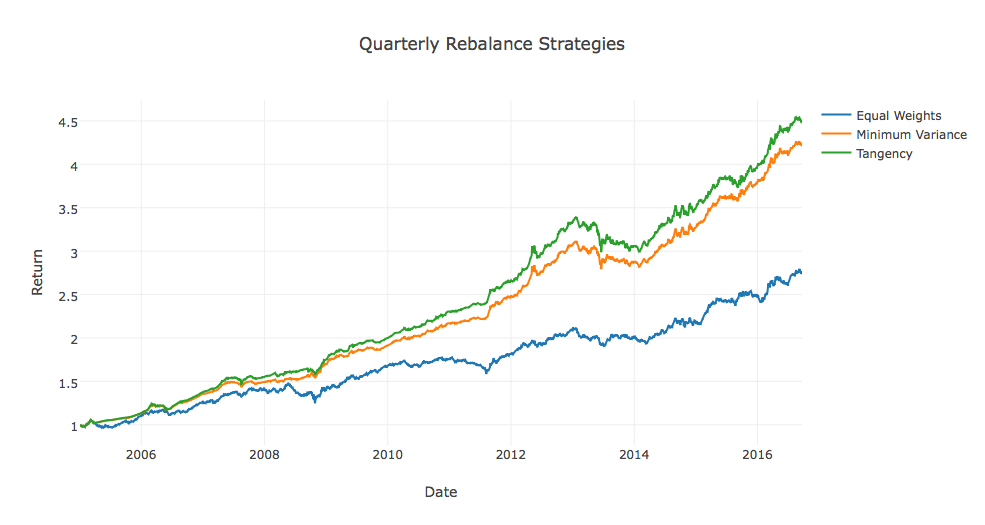 Quarterly Rebalance Strategies
Equal Weights
Minimum Variance
Tangency
4.5
4
3.5
3
2.5
2
1.5
1
Return
2006 2008 2010 2012 2014 2016
Date